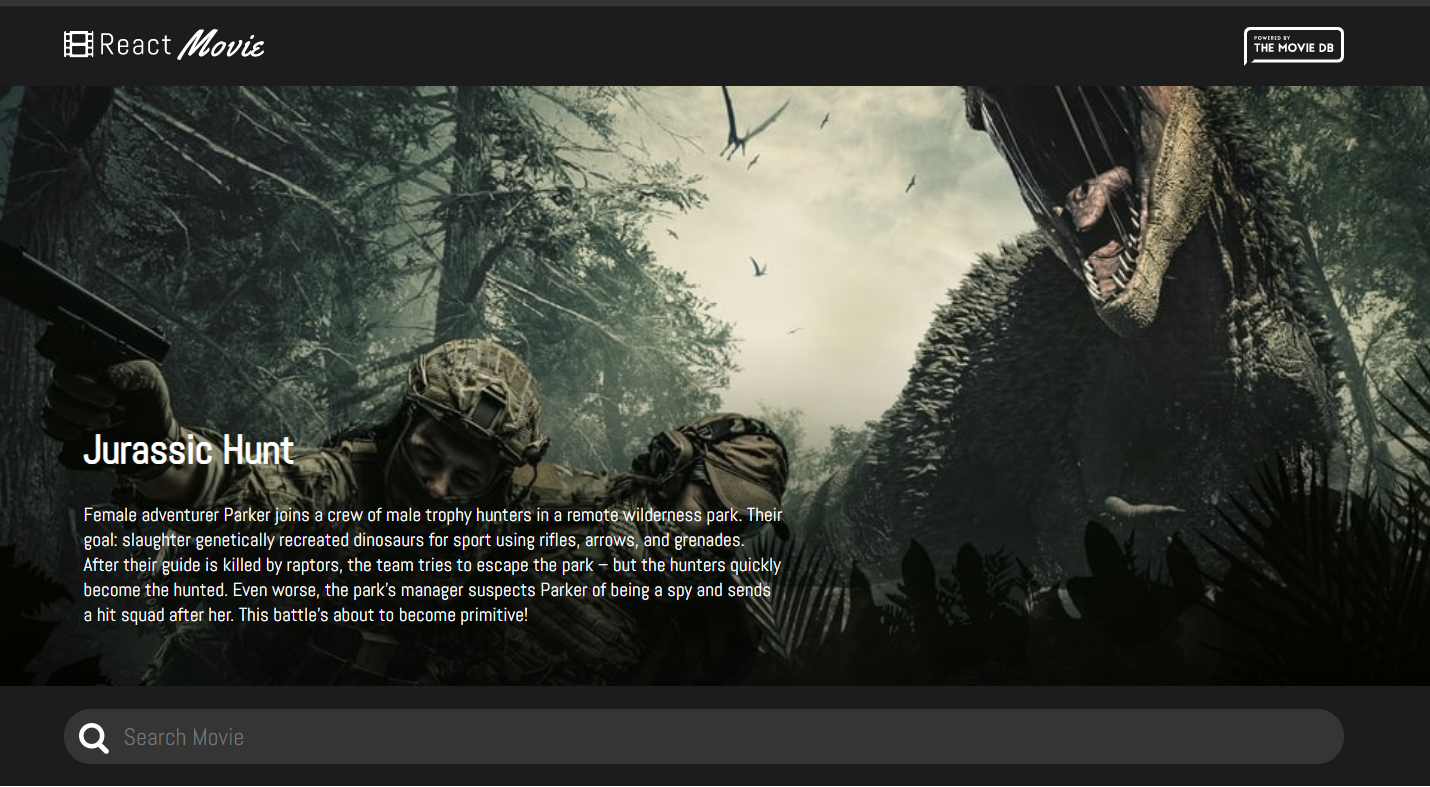 React Movie
POWERED BY
THE MOVIE DB
Jurassic Hunt
Female adventurer Parker joins a crew of male trophy hunters in a remote wilderness park. Their
goal: slaughter genetically recreated dinosaurs for sport using rifles, arrows, and grenades.
After their guide is killed by raptors, the team tries to escape the park – but the hunters quickly
become the hunted. Even worse, the park's manager suspects Parker of being a spy and sends
a hit squad after her. This battle's about to become primitive!
Search Movie